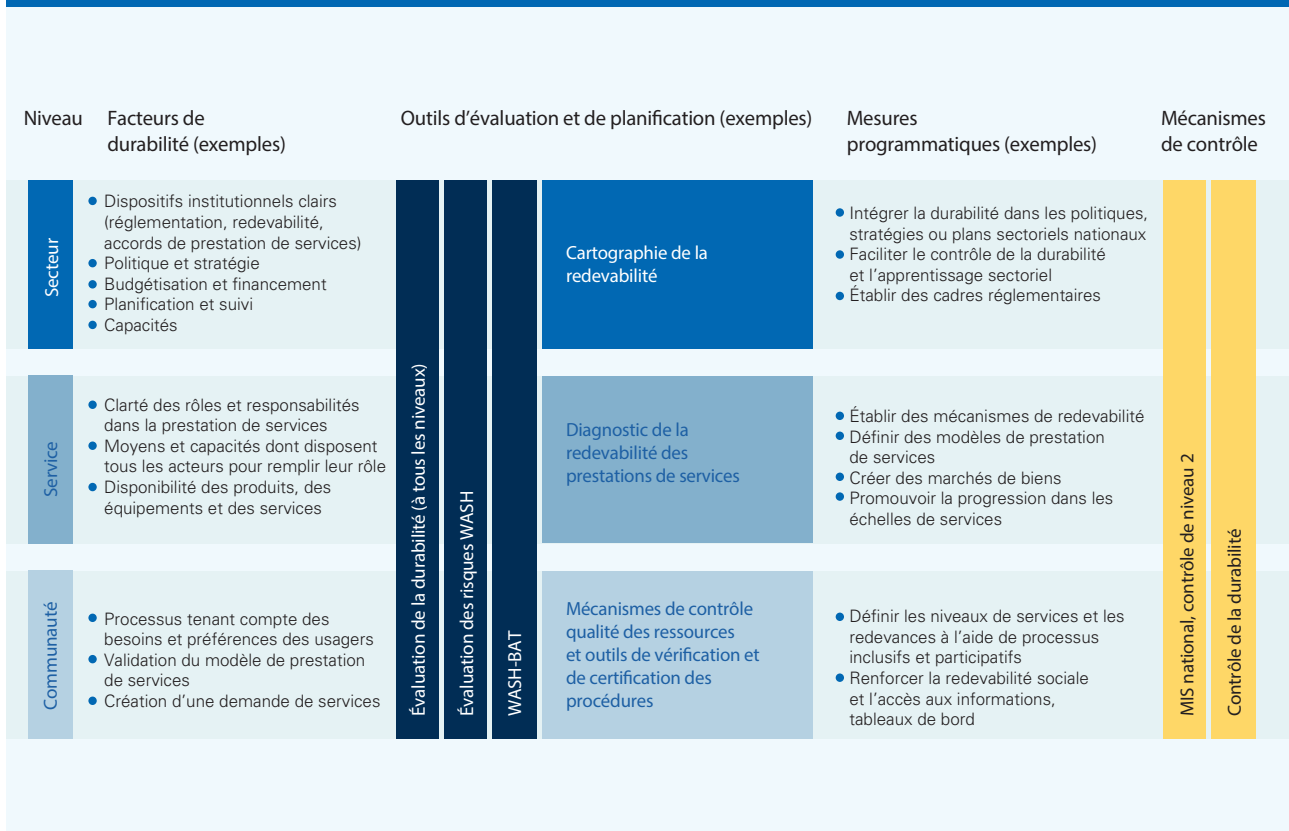 Niveau
Facteurs de
durabilité (exemples)
Outils d’évaluation et de planification (exemples)
Mesures
programmatiques (exemples)
Mécanismes
de contrôle
Secteur
• Dispositifs institutionnels clairs
(réglementation, redevabilité,
accords de prestation de services)
• Politique et stratégie
• Budgétisation et financement
• Planification et suivi
• Capacités
Cartographie de la
redevabilité
• Intégrer la durabilité dans les politiques,
stratégies ou plans sectoriels nationaux
• Faciliter le contrôle de la durabilité
et l’apprentissage sectoriel
• Établir des cadres réglementaires
Service
• Clarté des rôles et responsabilités
dans la prestation de services
• Moyens et capacités dont disposent
tous les acteurs pour remplir leur rôle
• Disponibilité des produits, des
équipements et des services
Diagnostic de la
redevabilité des
prestations de services
• Établir des mécanismes de redevabilité
• Définir des modèles de prestation
de services
• Créer des marchés de biens
• Promouvoir la progression dans les
échelles de services
Communauté
• Processus tenant compte des
besoins et préférences des usagers
• Validation du modèle de prestation
de services
• Création d’une demande de services
Évaluation de la durabilité (à tous les niveaux)
Évaluation des risques WASH
WASH-BAT
Mécanismes de contrôle
qualité des ressources
et outils de vérification et
de certification des
procédures
• Définir les niveaux de services et les
redevances à l’aide de processus
inclusifs et participatifs
• Renforcer la redevabilité sociale
et l’accès aux informations,
tableaux de bord
MIS national, contrôle de niveau 2
Contrôle de la durabilité